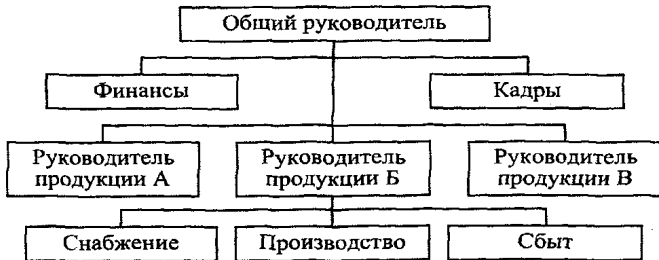 Общий руководитель
Финансы
Кадры
Руководитель
продукции А
Руководитель
продукции Б
Руководитель
продукции В
Снабжение
Производство
Сбыт